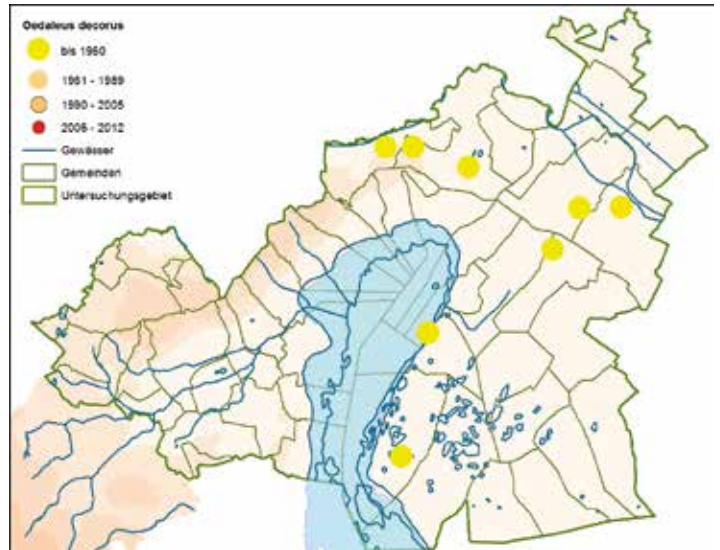 Oedaleus decorus
bis 1960
1961 - 1989
1990 - 2005
2006 - 2012
Gewässer
Gemeinden
Untersuchungsgebiet